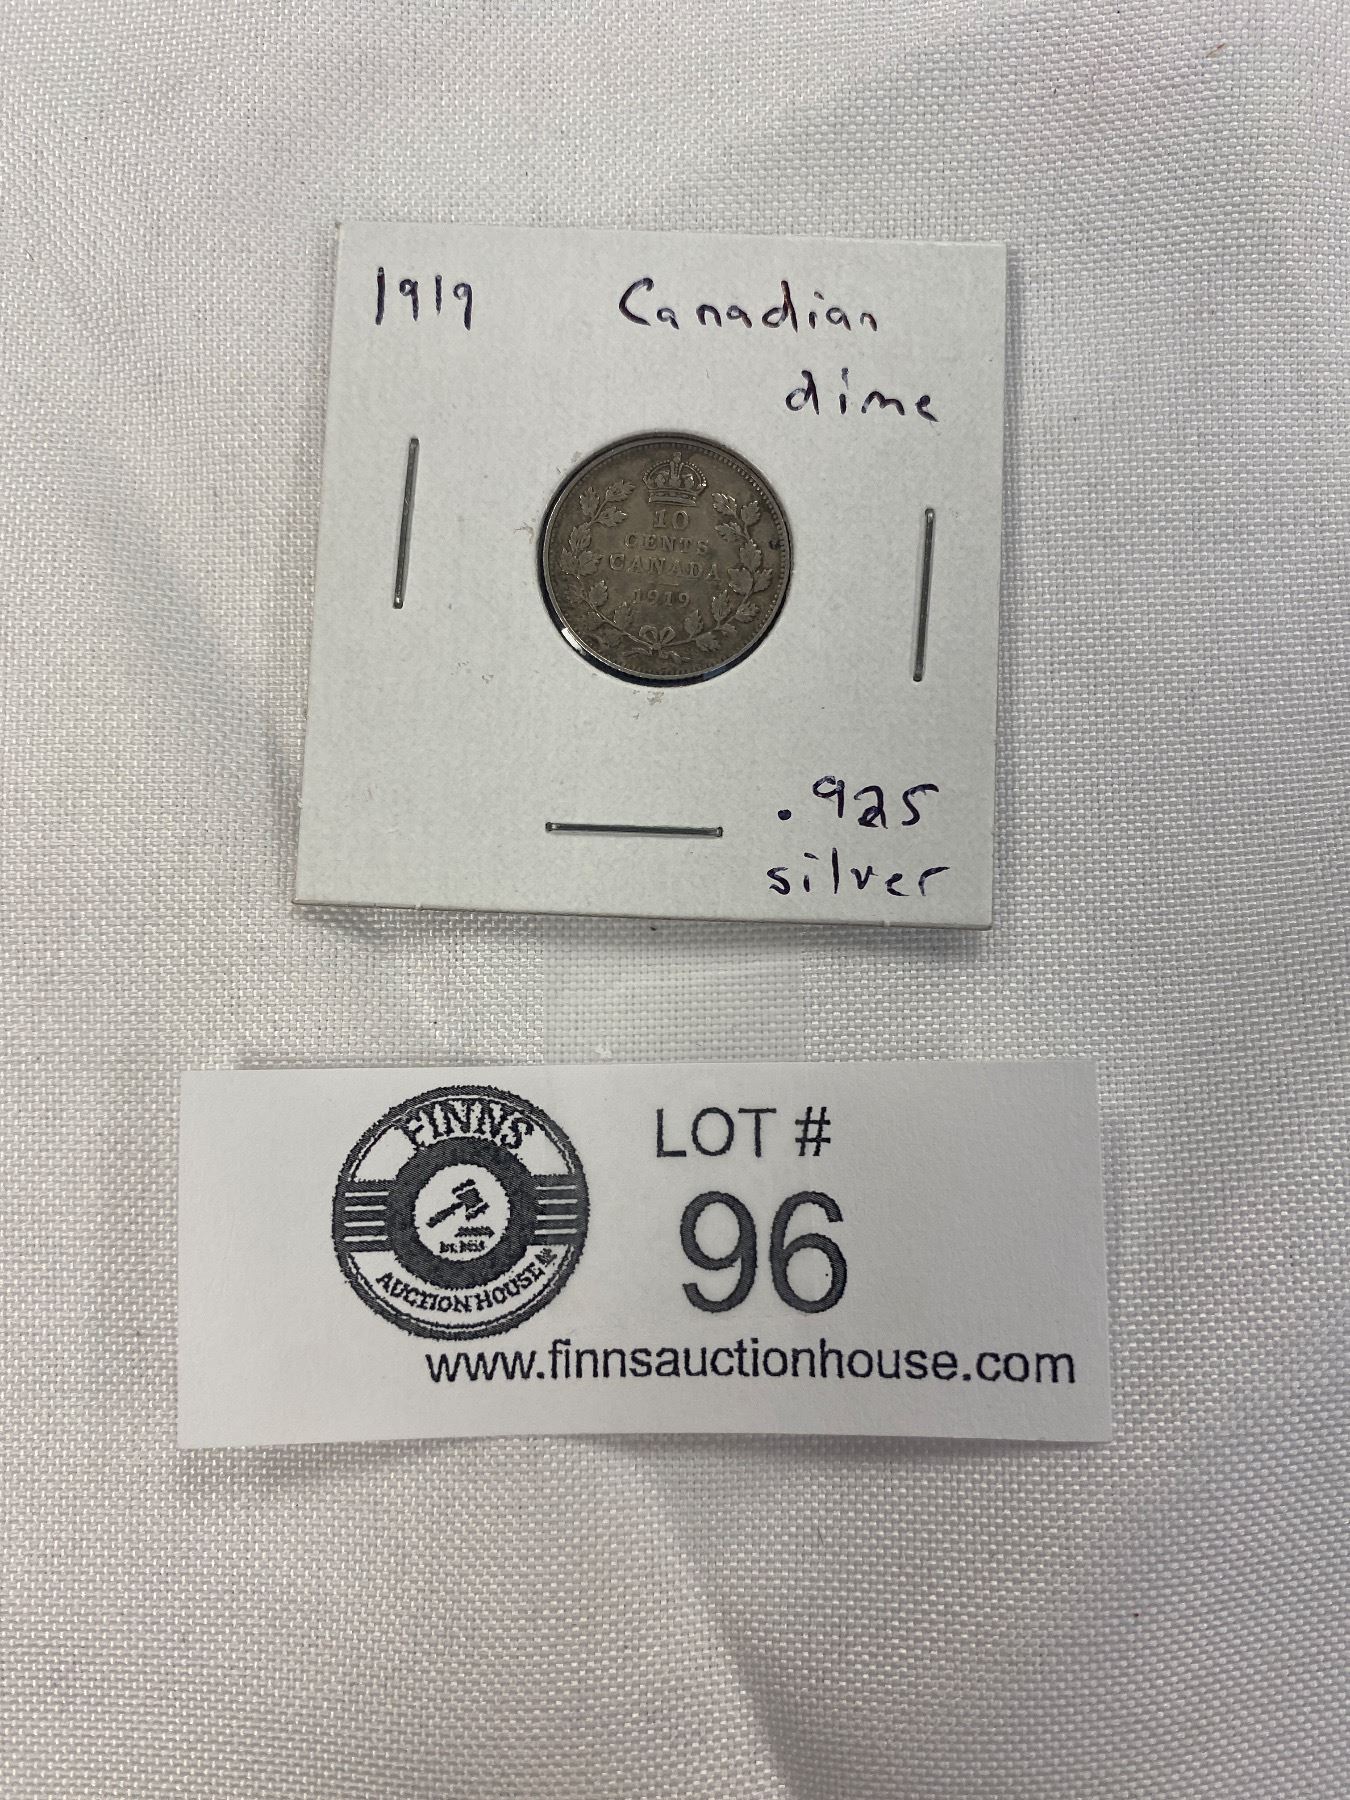 1919 Canadian
dime
10
CENTS
CANADA
1919
.925
silver
FINNS
AUCTION HOUSE
LOT #
96
www.finnsauctionhouse.com